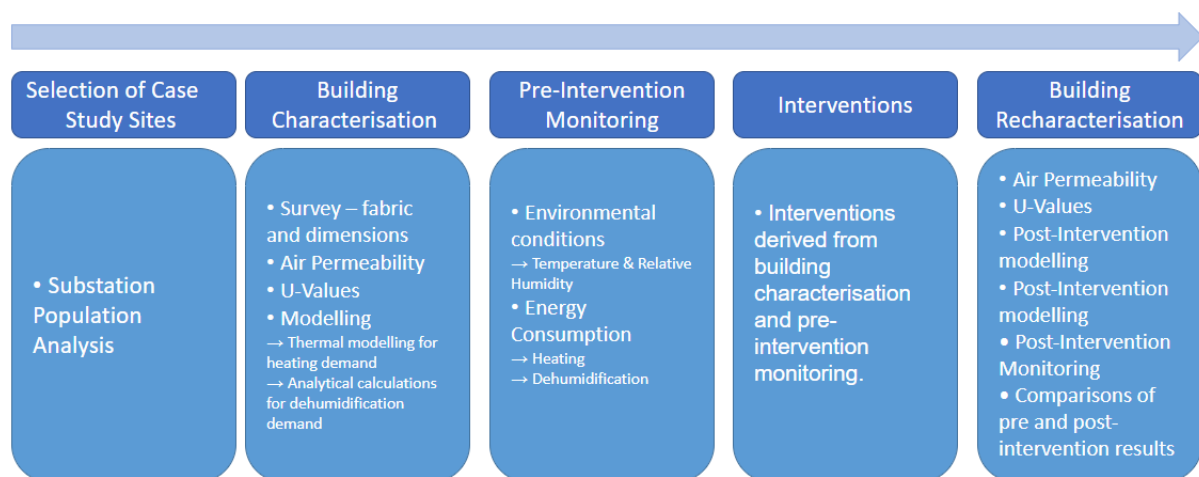 Selection of Case
Study Sites
• Substation
Population
Analysis
Building
Characterisation
• Survey – fabric
and dimensions
• Air Permeability
• U-Values
• Modelling
→ Thermal modelling for
heating demand
→ Analytical calculations
for dehumidification
demand
Pre-Intervention
Monitoring
• Environmental
conditions
→ Temperature & Relative
Humidity
• Energy
Consumption
→ Heating
→ Dehumidification
Interventions
• Interventions
derived from
building
characterisation
and pre-
intervention
monitoring.
Building
Recharacterisation
• Air Permeability
• U-Values
• Post-Intervention
modelling
• Post-Intervention
modelling
• Post-Intervention
Monitoring
• Comparisons of
pre and post-
intervention results